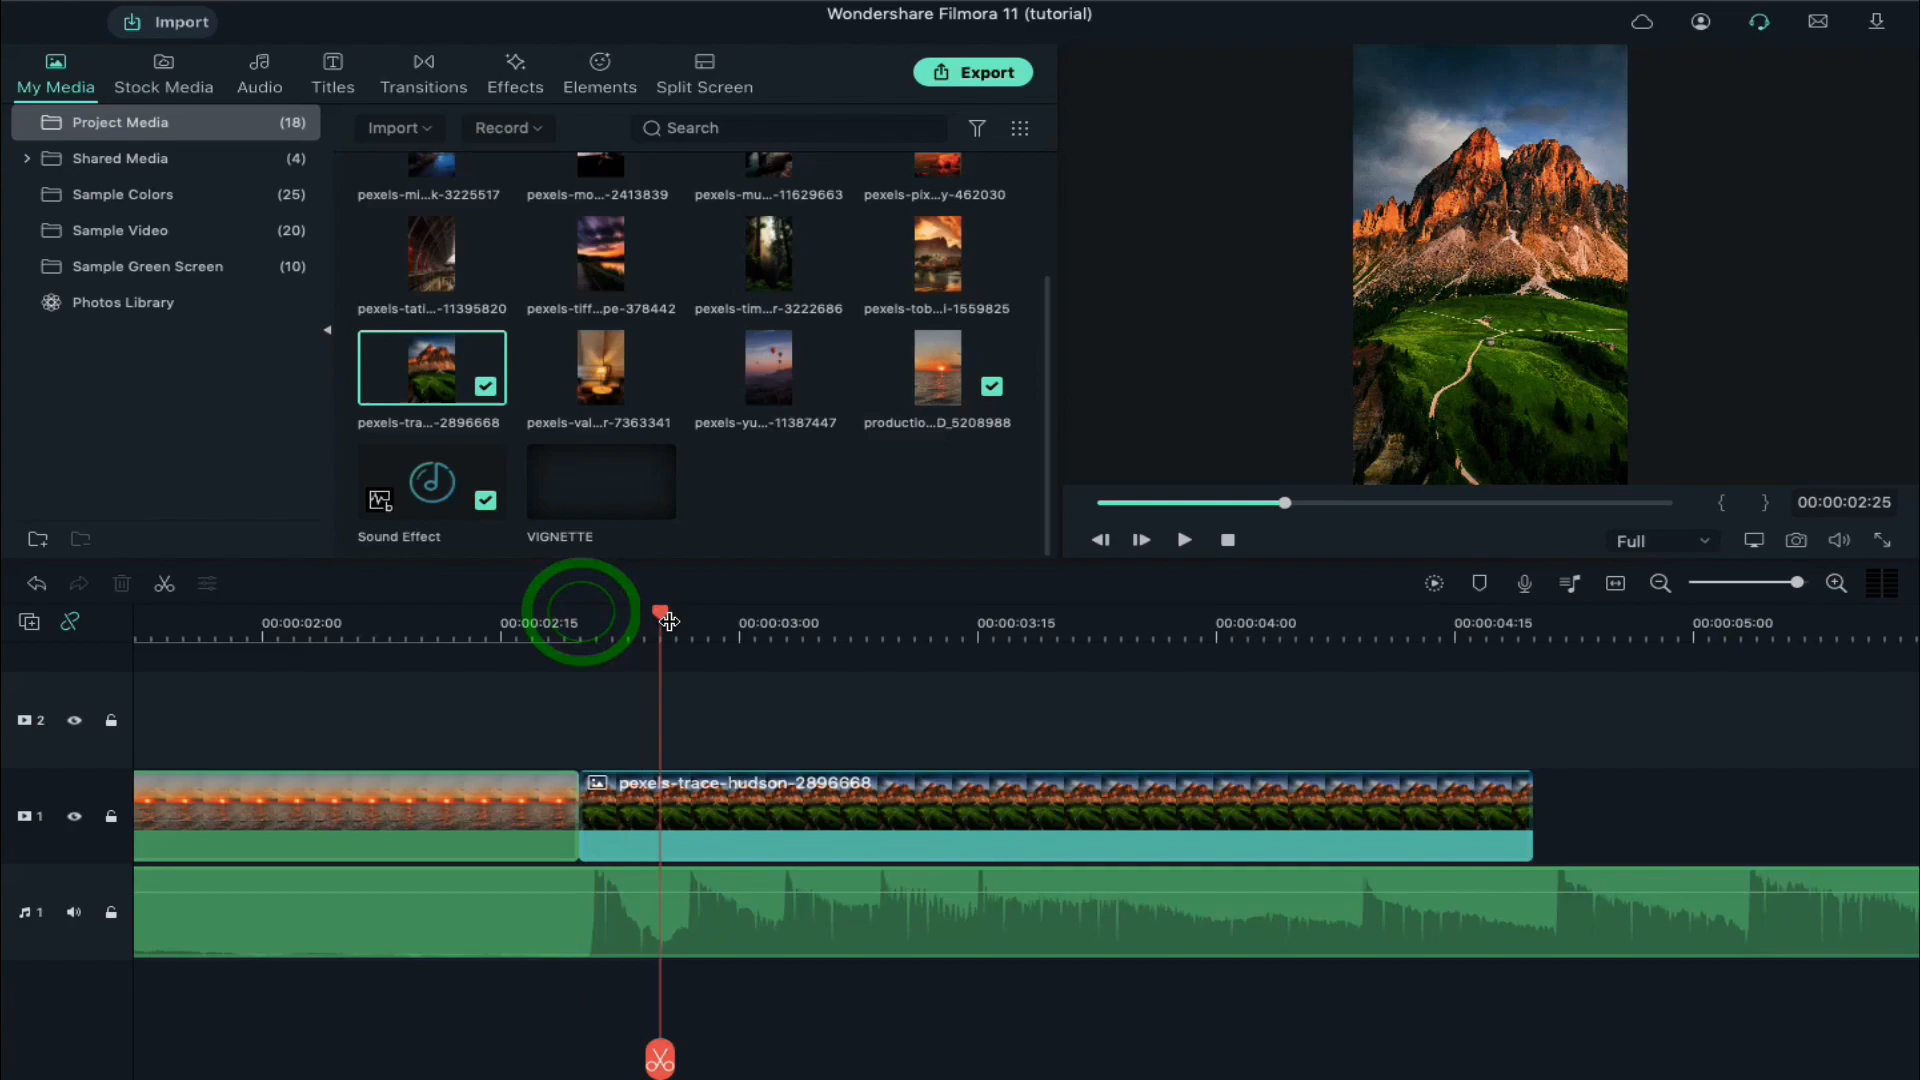 Import
Wondershare Filmora 11 (tutorial)
My Media
Stock Media
Audio
Titles
Transitions
Effects
Elements
Split Screen
Export
Project Media (18)
Shared Media (4)
Sample Colors (25)
Sample Video (20)
Sample Green Screen (10)
Photos Library
Import
Record
Search
pexels-mi...k-3225517
pexels-mo...-2413839
pexels-mu...-11629663
pexels-pix...y-462030
pexels-tati...-11395820
pexels-tiff...pe-378442
pexels-tim...r-3222686
pexels-tob...i-1559825
pexels-tra...-2896668
pexels-val...r-7363341
pexels-yu...-11387447
productio...D_5208988
Sound Effect
VIGNETTE
{ } 00:00:02:25
Full
00:00:02:00
00:00:02:15
00:00:03:00
00:00:03:15
00:00:04:00
00:00:04:15
00:00:05:00
2
pexels-trace-hudson-2896668
1
1